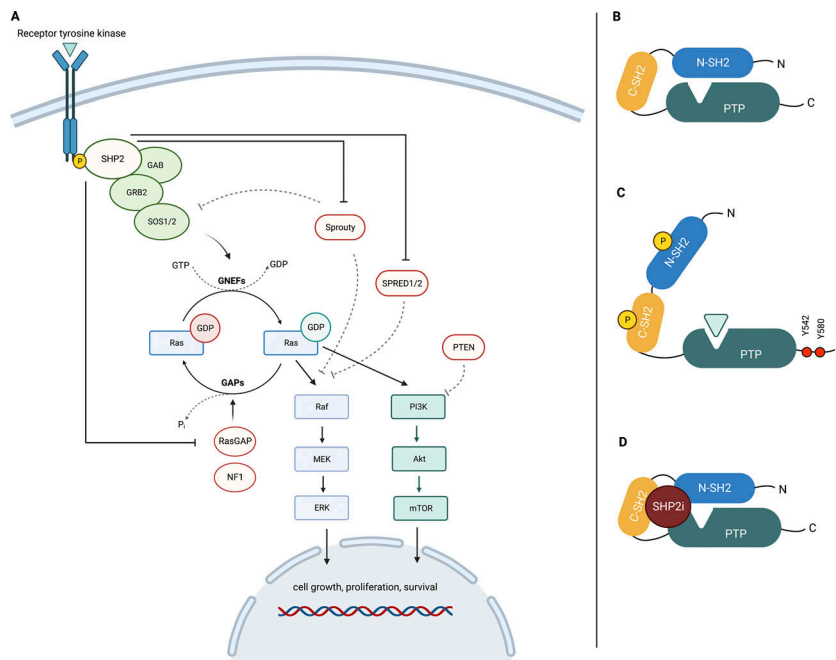 A
Receptor tyrosine kinase
P
SHP2
GAB
GRB2
SOS1/2
Sprouty
SPRED1/2
GTP
GDP
GNEFs
Ras
GDP
Ras
GDP
PTEN
GAPs
Pi
RasGAP
NF1
Raf
MEK
ERK
PI3K
Akt
mTOR
cell growth, proliferation, survival
B
C-SH2
N-SH2
N
PTP
C
C
N
P
N-SH2
P
C-SH2
PTP
Y542
Y580
D
C-SH2
SHP2i
N-SH2
N
PTP
C